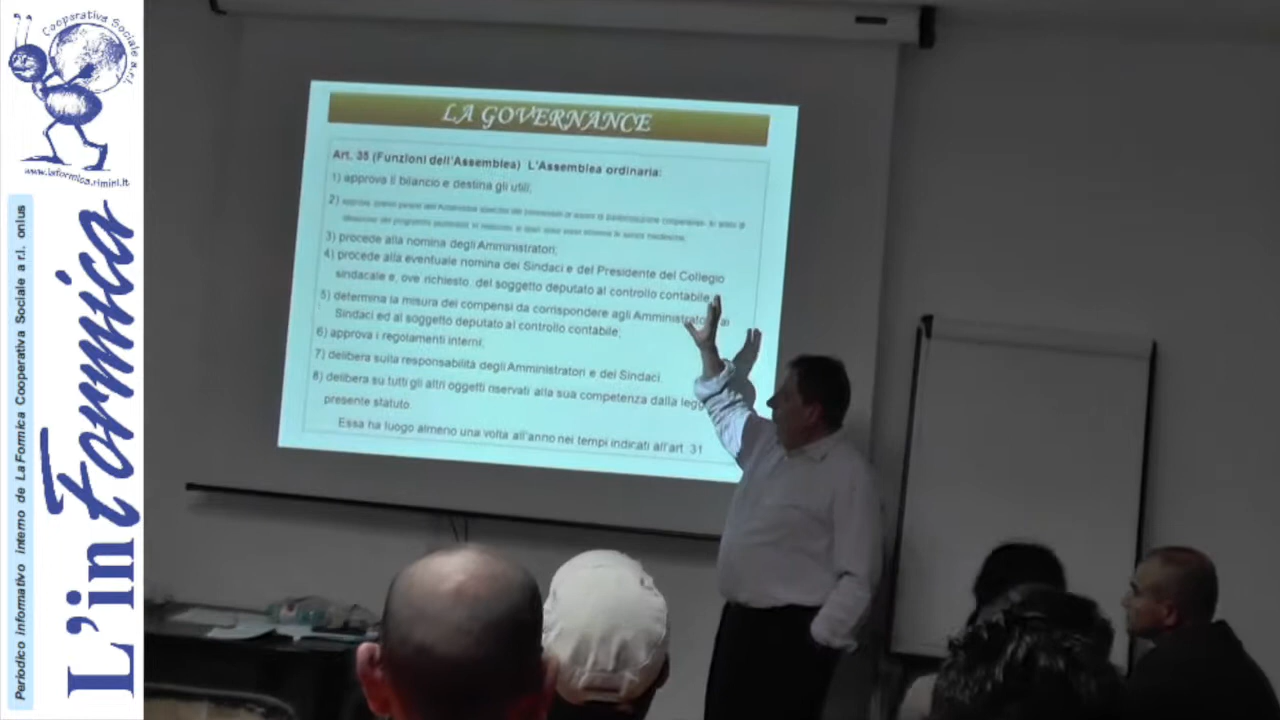 Cooperativa Sociale a r.l.
www.laformica.rimini.it
Periodico informativo interno de La Formica Cooperativa Sociale a r.l. onlus
L'inFormica
LA GOVERNANCE
Art. 35 (Funzioni dell'Assemblea) L'Assemblea ordinaria:
1) approva il bilancio e destina gli utili;
2)
3) procede alla nomina degli Amministratori;
4) procede alla eventuale nomina dei Sindaci e del Presidente del Collegio
sindacale e, ove richiesto, del soggetto deputato al controllo contabile
5) determina la misura dei compensi da corrispondere agli Amministratori ai
Sindaci ed al soggetto deputato al controllo contabile;
6) approva i regolamenti interni;
7) delibera sulla responsabilità degli Amministratori e dei Sindaci
8) delibera su tutti gli altri oggetti riservati alla sua competenza dalla
presente statuto.
Essa ha luogo almeno una volta all'anno nei tempi indicati all'art. 31